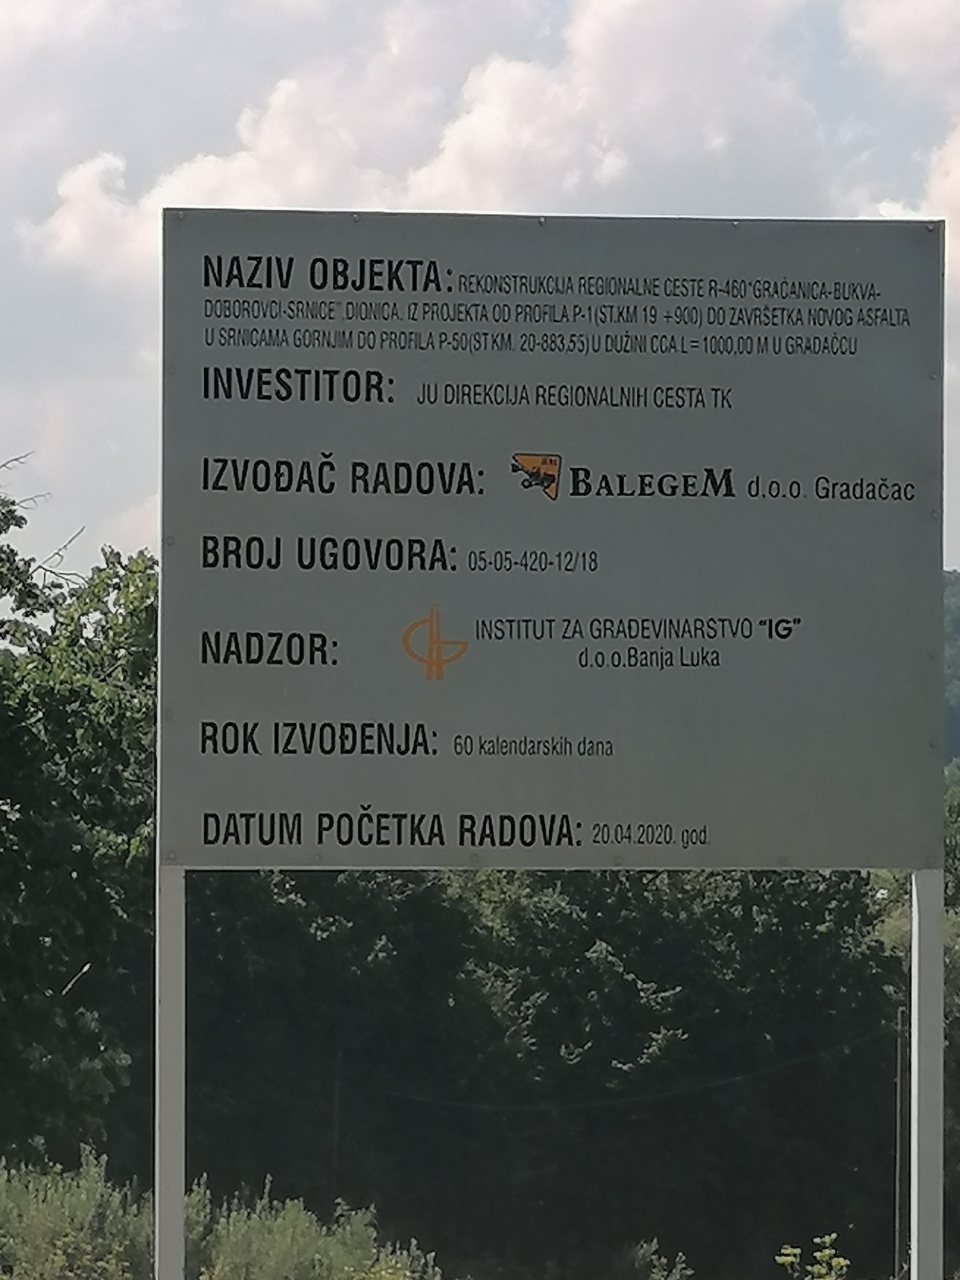 NAZIV OBJEKTA: REKONSTRUKCIJA REGIONALNE CESTE R-460"GRAČANICA-BUKVA-
DOBOROVCI-SRNICE",DIONICA. IZ PROJEKTA OD PROFILA P-1(ST.KM 19 +900) DO ZAVRŠETKA NOVOG ASFALTA
U SRNICAMA GORNJIM DO PROFILA P-50(ST KM. 20-883,55) U DUŽINI CCA.L = 1000,00 M U GRADAČCU
INVESTITOR: JU DIREKCIJA REGIONALNIH CESTA TK
IZVOĐAČ RADOVA: BALEGEM d.o.o. Gradačac
BROJ UGOVORA: 05-05-420-12/18
NADZOR: INSTITUT ZA GRAĐEVINARSTVO "IG"
d.o.o.Banja Luka
ROK IZVOĐENJA: 60 kalendarskih dana
DATUM POČETKA RADOVA: 20.04.2020. god.